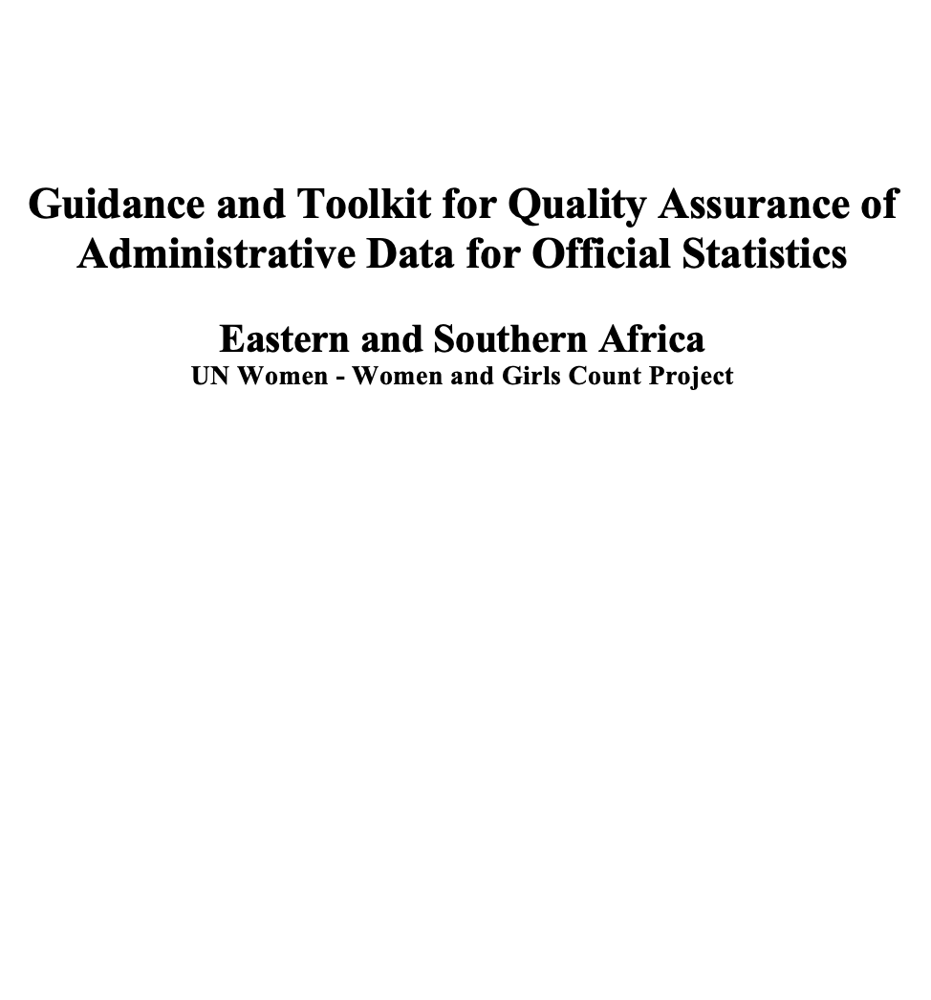 Guidance and Toolkit for Quality Assurance of
Administrative Data for Official Statistics
Eastern and Southern Africa
UN Women - Women and Girls Count Project